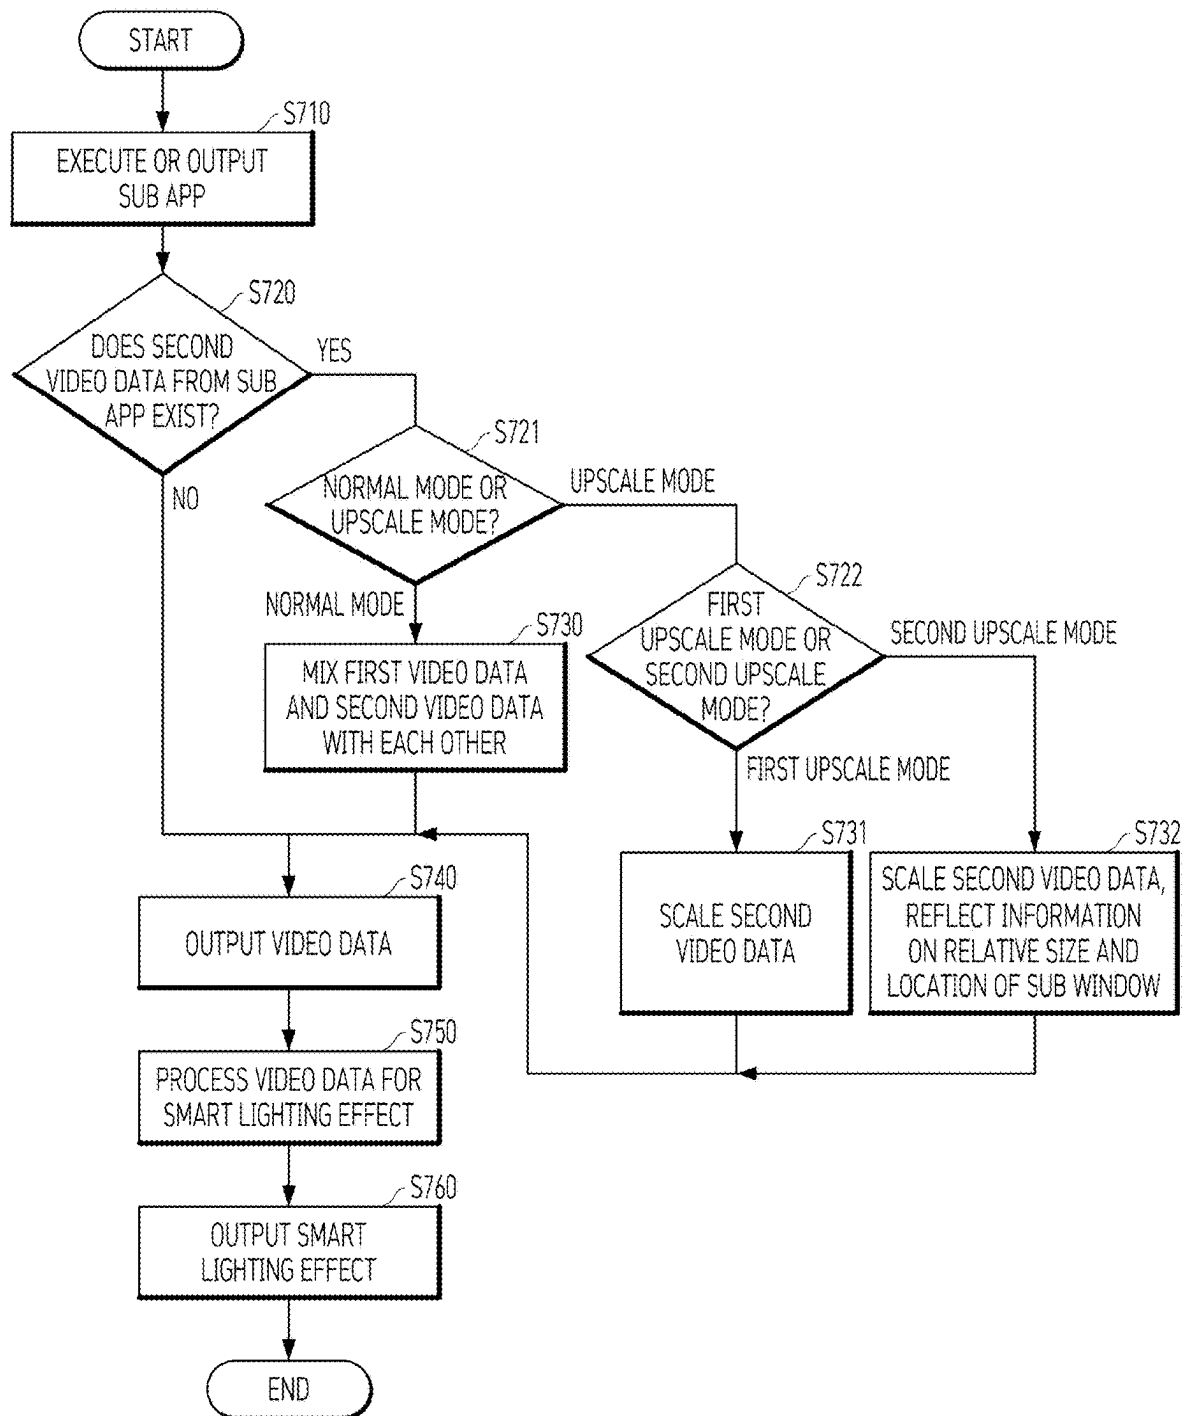 START
S710
EXECUTE OR OUTPUT
SUB APP
S720
DOES SECOND
VIDEO DATA FROM SUB
APP EXIST?
YES
NO
S721
NORMAL MODE OR
UPSCALE MODE?
UPSCALE MODE
NORMAL MODE
S722
FIRST
UPSCALE MODE OR
SECOND UPSCALE
MODE?
SECOND UPSCALE MODE
FIRST UPSCALE MODE
S730
MIX FIRST VIDEO DATA
AND SECOND VIDEO DATA
WITH EACH OTHER
S731
SCALE SECOND
VIDEO DATA
S732
SCALE SECOND VIDEO DATA,
REFLECT INFORMATION
ON RELATIVE SIZE AND
LOCATION OF SUB WINDOW
S740
OUTPUT VIDEO DATA
S750
PROCESS VIDEO DATA FOR
SMART LIGHTING EFFECT
S760
OUTPUT SMART
LIGHTING EFFECT
END